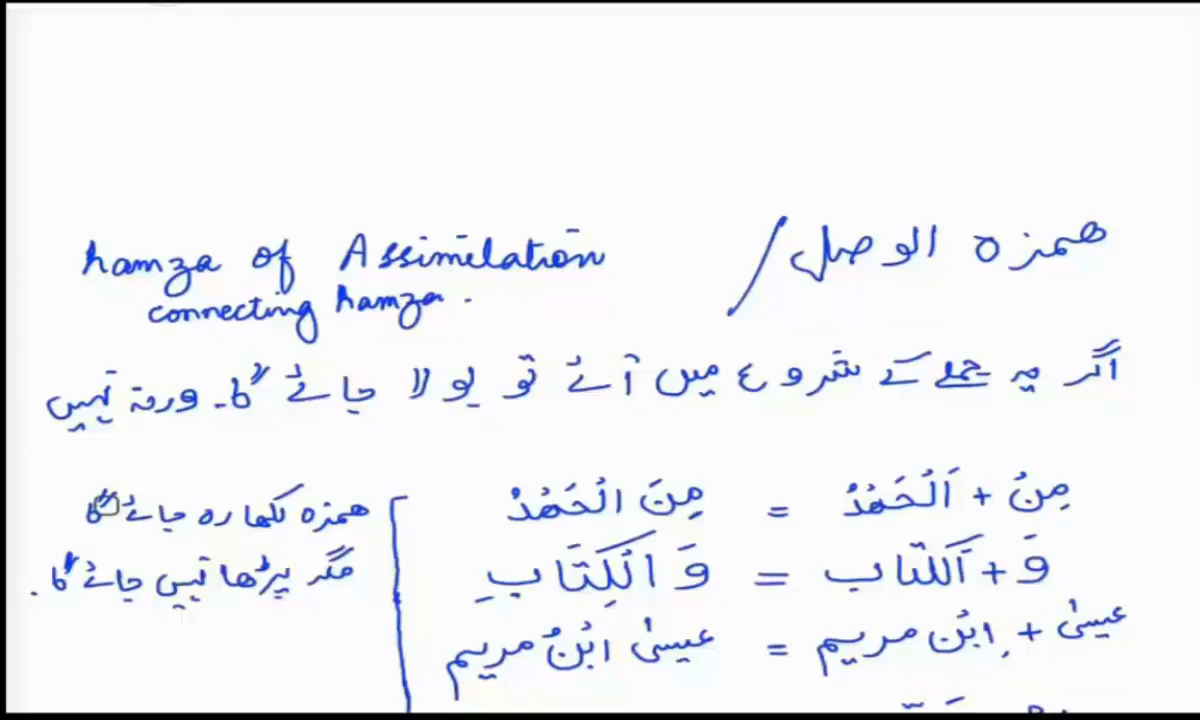 همزہ الوصل / hamza of Assimilation
connecting hamza.
اگر یہ جملے کے شروع میں آئے تو بولا جائے گا۔ ورنہ نہیں
مِنْ + اَلْحَمْدُ = مِنَ الْحَمْدُ
همزہ لکھا رہ جائے گا
وَ + اَلکتاب = وَ الْكِتَابِ
مگر پڑھا نہیں جائے گا۔
عیسیٰ + اِبْن مریم = عیسیٰ ابْنُ مریم